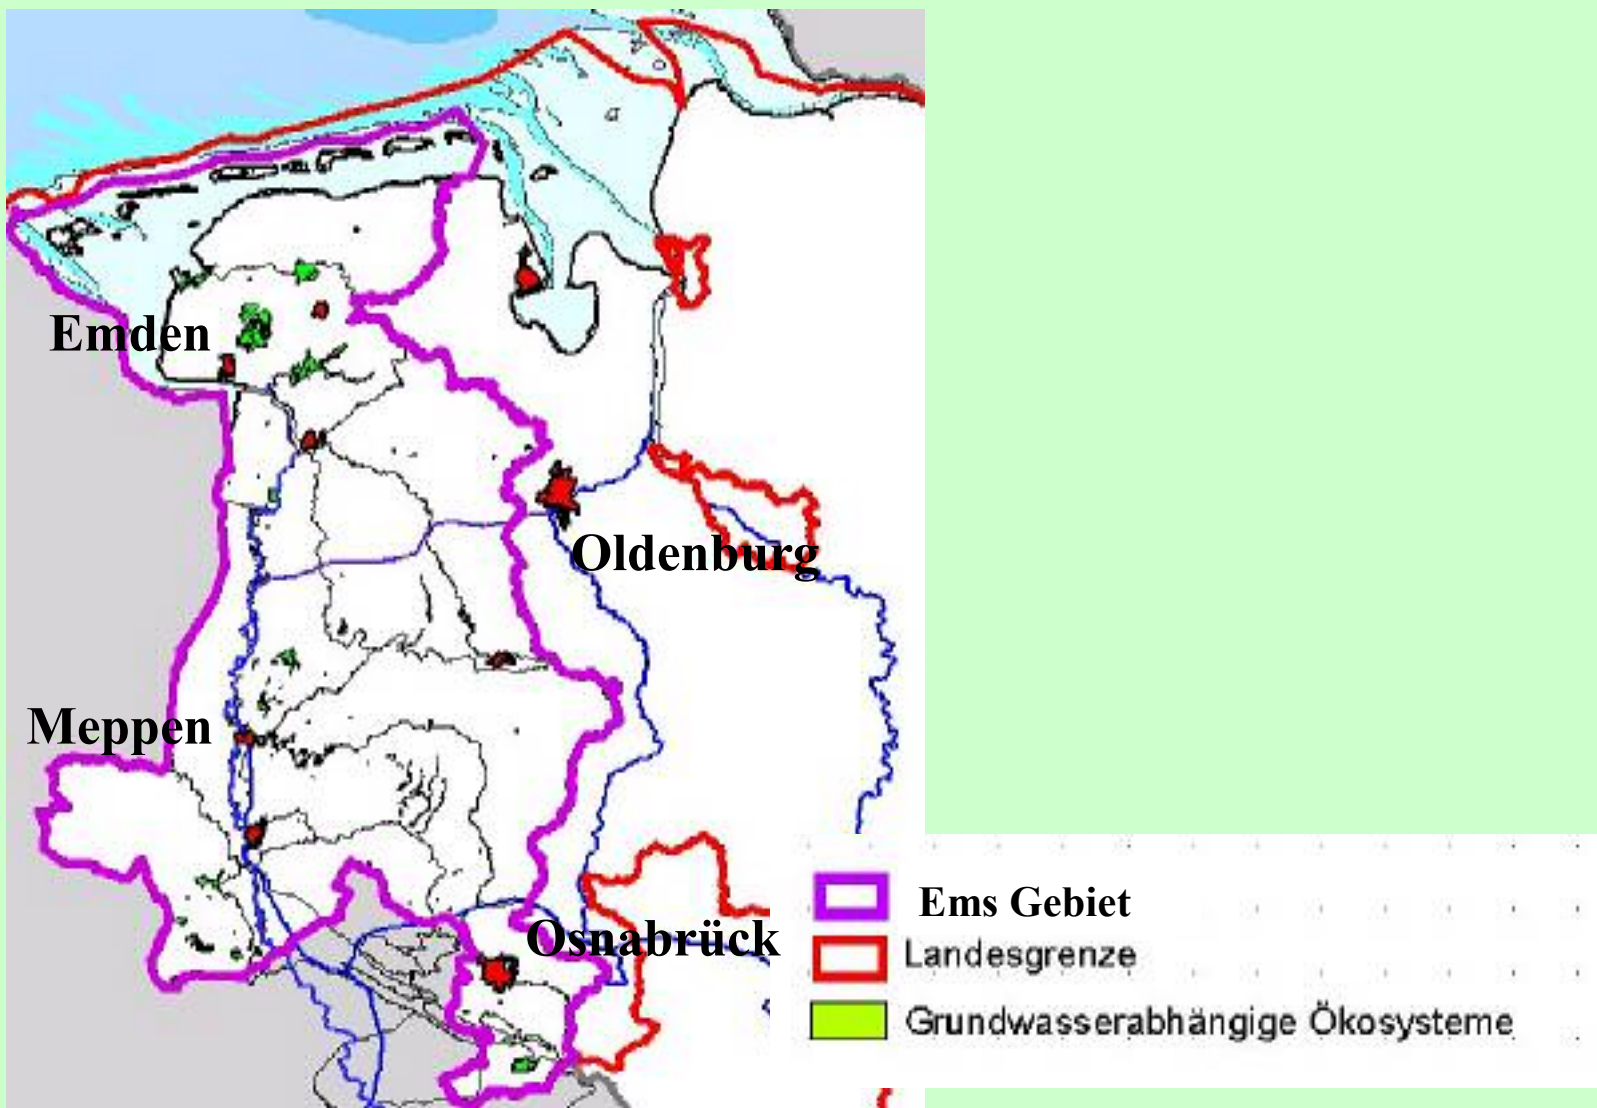 Emden
Oldenburg
Meppen
Osnabrück
Ems Gebiet
Landesgrenze
Grundwasserabhängige Ökosysteme